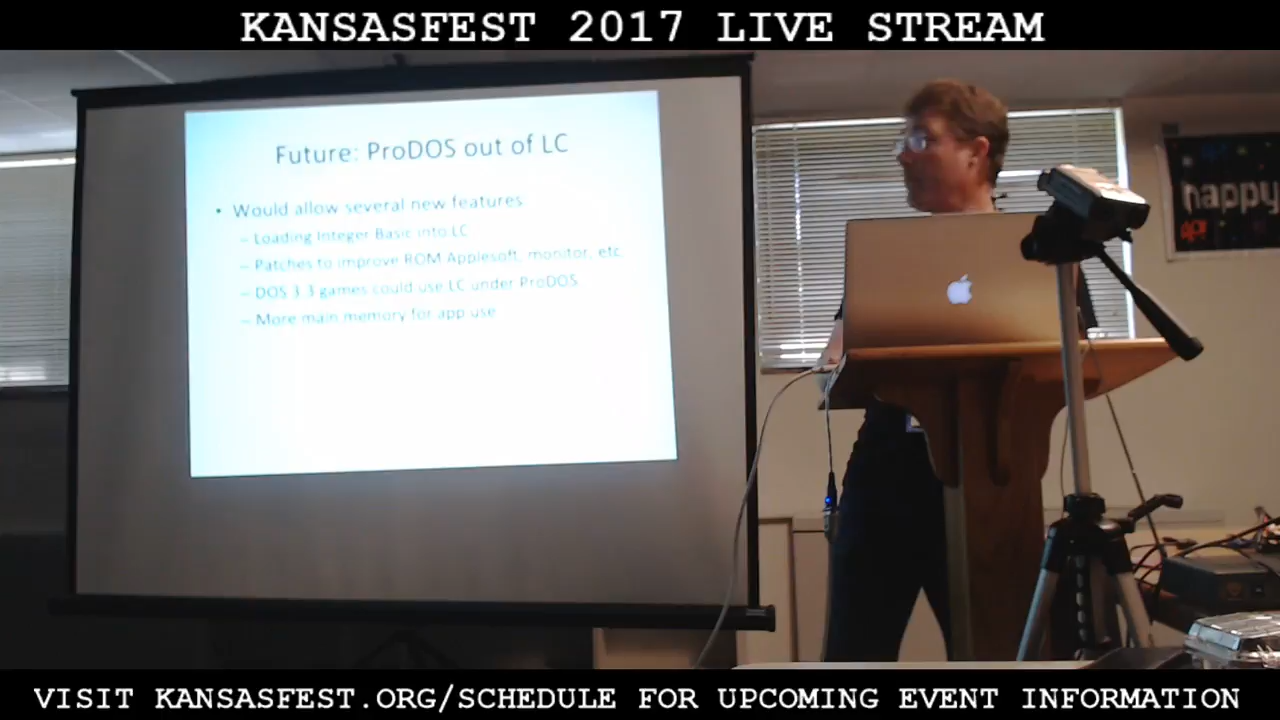 KANSASFEST 2017 LIVE STREAM
Future: ProDOS out of LC
• Would allow several new features
– Loading Integer Basic into LC
– Patches to improve ROM Applesoft, monitor, etc
– DOS 3.3 games could use LC under ProDOS
– More main memory for app use
happy
VISIT KANSASFEST.ORG/SCHEDULE FOR UPCOMING EVENT INFORMATION